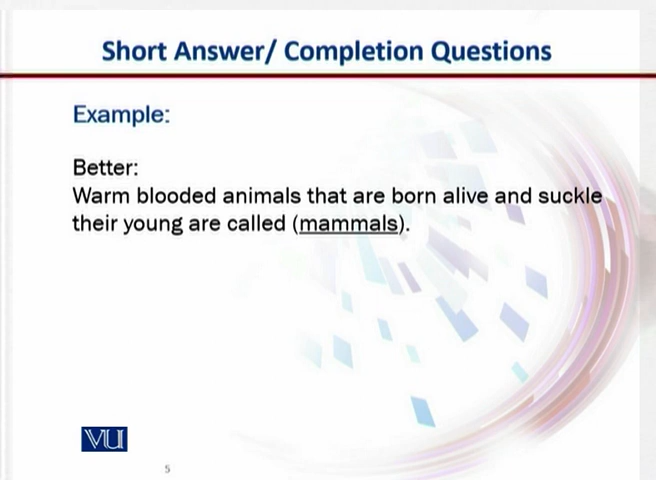 Short Answer/ Completion Questions
Example:
Better:
Warm blooded animals that are born alive and suckle
their young are called (mammals).
VU
5